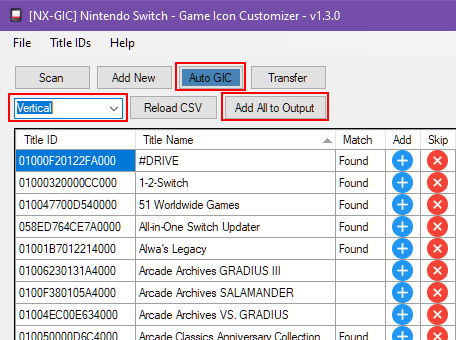 [NX-GIC] Nintendo Switch - Game Icon Customizer - v1.3.0
File Title IDs Help
Scan Add New Auto GIC Transfer
Vertical Reload CSV Add All to Output
Title ID Title Name Match Add Skip
01000F20122FA000 #DRIVE Found
01000320000CC000 1-2-Switch Found
010047700D540000 51 Worldwide Games Found
058ED764CE7A0000 All-in-One Switch Updater Found
01001B7012214000 Alwa's Legacy Found
01006230131A4000 Arcade Archives GRADIUS III
0100F380105A4000 Arcade Archives SALAMANDER
01004EC00E634000 Arcade Archives VS. GRADIUS
010050000D6C4000 Arcade Classics Anniversary Collection Found